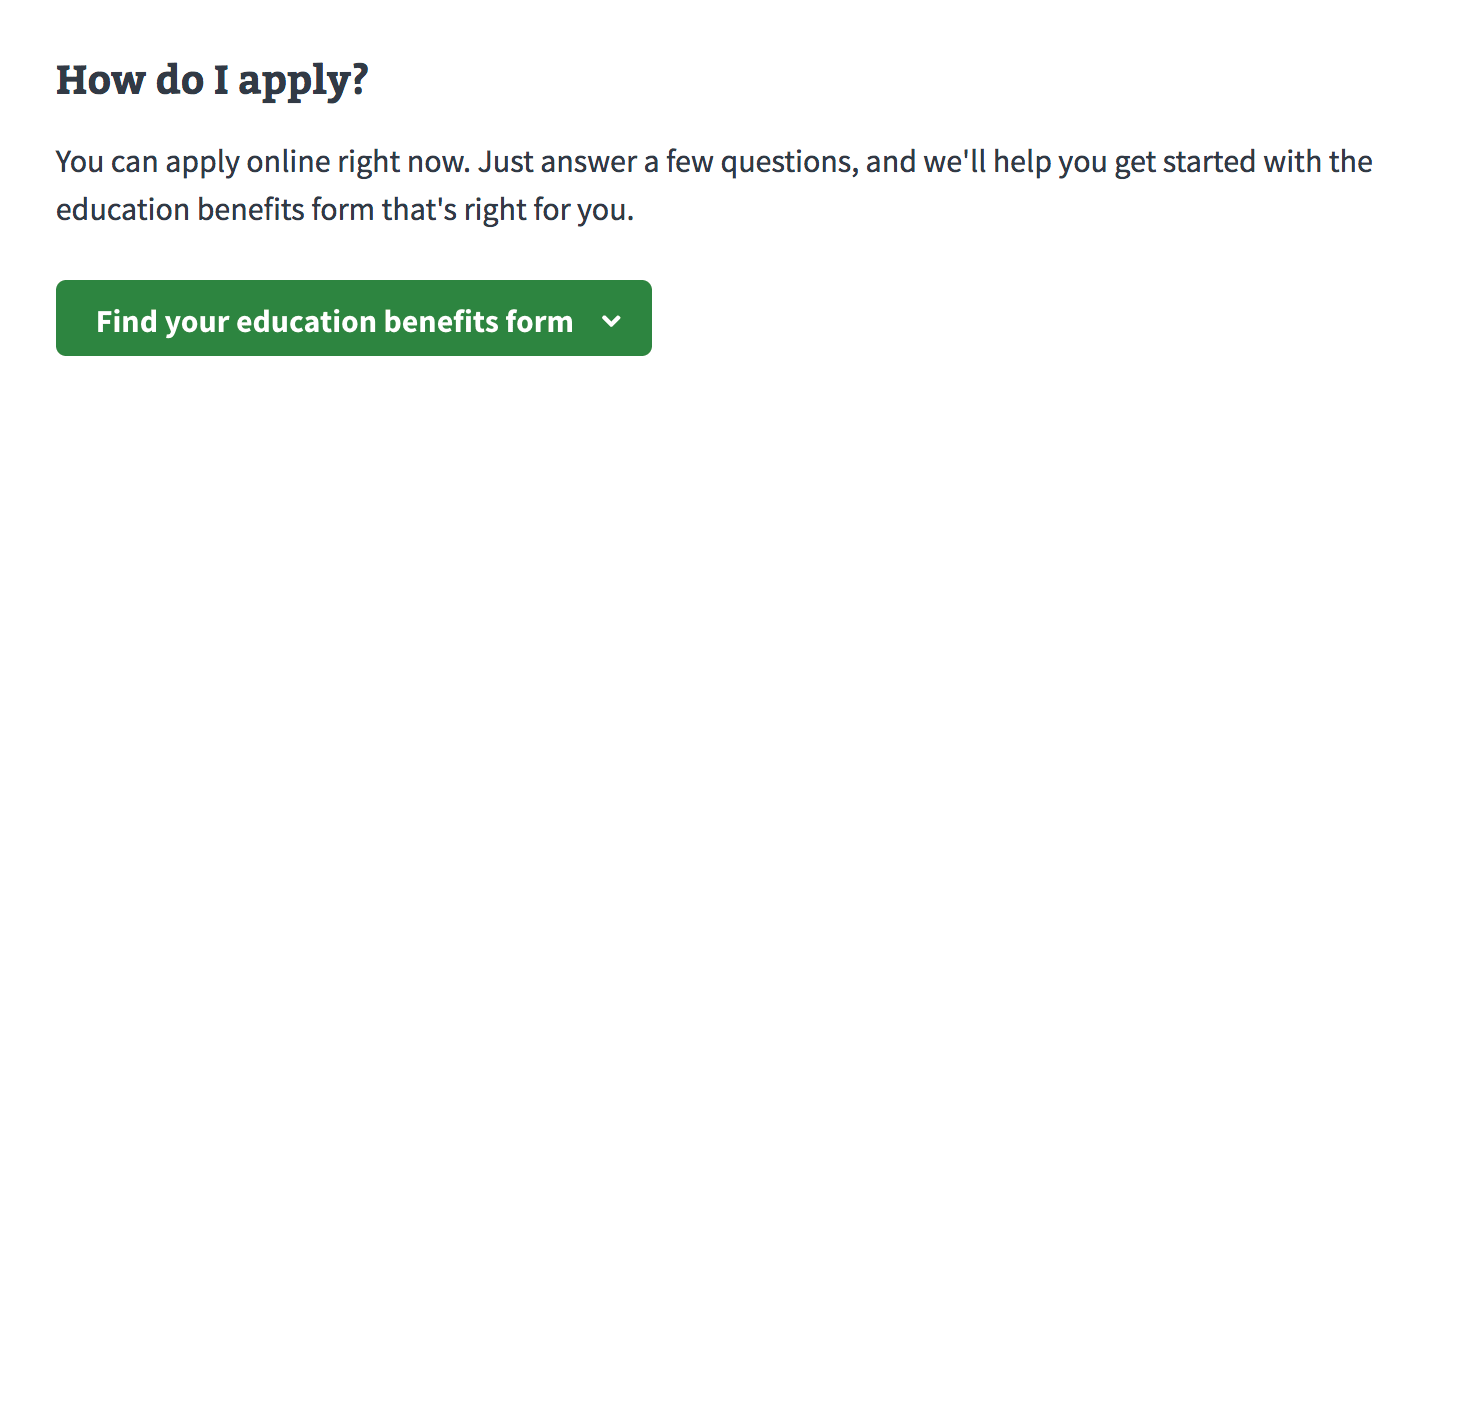 How do I apply?
You can apply online right now. Just answer a few questions, and we'll help you get started with the
education benefits form that's right for you.
Find your education benefits form